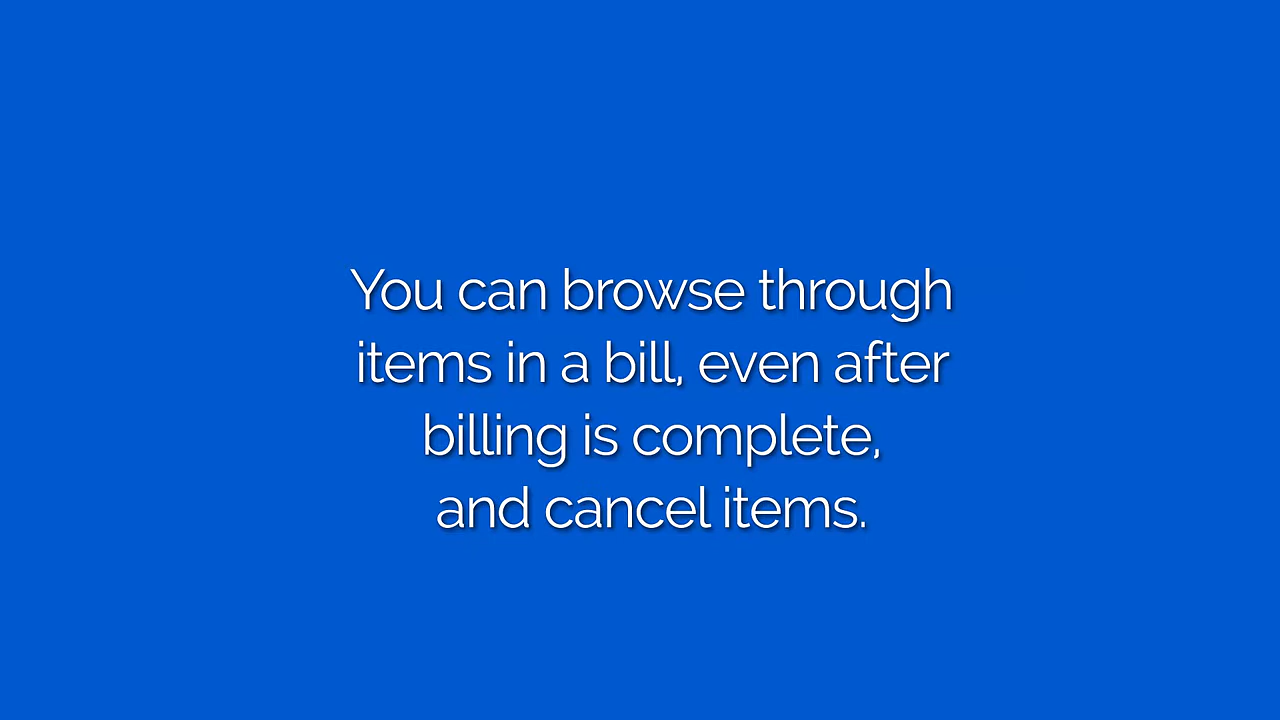 You can browse through
items in a bill, even after
billing is complete,
and cancel items.